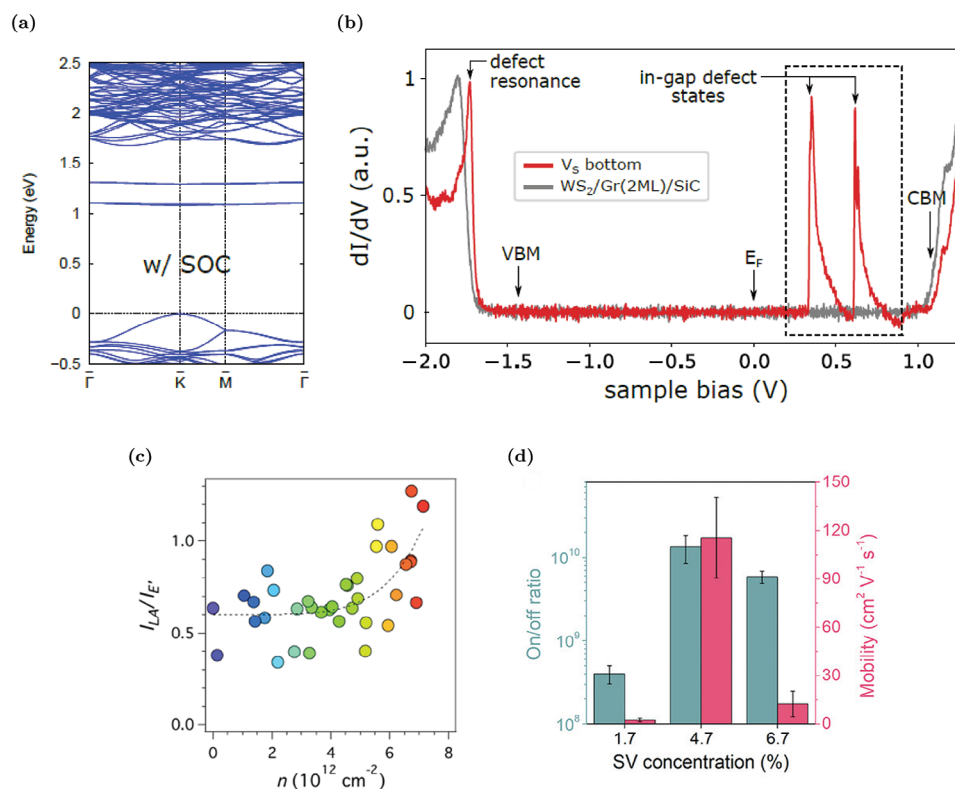 (a)
2.5
2
1.5
1
0.5
0
−0.5
Energy (eV)
w/ SOC
Γ̄
K̄
M̄
Γ̄
(b)
defect
resonance
in-gap defect
states
V_S bottom
WS₂/Gr(2ML)/SiC
VBM
E_F
CBM
1
0.5
0
dI/dV (a.u.)
−2.0
−1.5
−1.0
−0.5
0.0
0.5
1.0
sample bias (V)
(c)
1.0
0.5
0.0
I_LA/I_E'
0
2
4
6
8
n (10¹² cm⁻²)
(d)
10¹⁰
10⁹
10⁸
On/off ratio
150
120
90
60
30
0
Mobility (cm² V⁻¹ s⁻¹)
1.7
4.7
6.7
SV concentration (%)